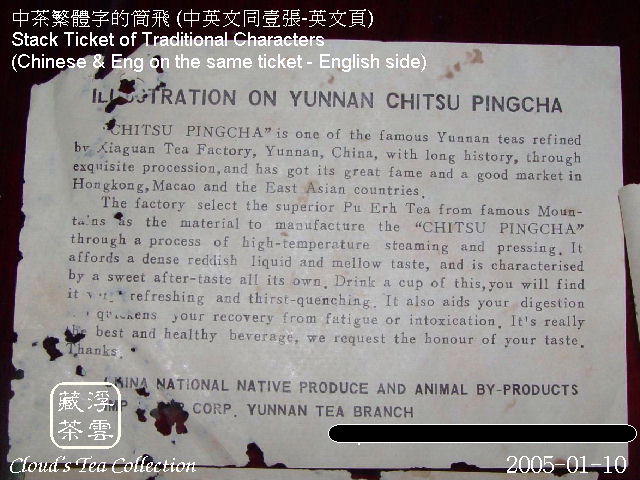 中茶繁體字的筒飛 (中英文同壹張-英文頁)
Stack Ticket of Traditional Characters
(Chinese & Eng on the same ticket - English side)
ILLUSTRATION ON YUNNAN CHITSU PINGCHA
"CHITSU PINGCHA" is one of the famous Yunnan teas refined
by Xiaguan Tea Factory, Yunnan, China, with long history, through
exquisite procession, and has got its great fame and a good market in
Hongkong, Macao and the East Asian countries.
The factory select the superior Pu Erh Tea from famous Moun-
tains as the material to manufacture the "CHITSU PINGCHA"
through a process of high-temperature steaming and pressing. It
affords a dense reddish liquid and mellow taste, and is characterised
by a sweet after-taste all its own. Drink a cup of this, you will find
it very refreshing and thirst-quenching. It also aids your digestion
quickens your recovery from fatigue or intoxication. It's really
the best and healthy beverage, we request the honour of your taste.
Thanks.
CHINA NATIONAL NATIVE PRODUCE AND ANIMAL BY-PRODUCTS
CORP. YUNNAN TEA BRANCH
浮雲藏茶
Cloud's Tea Collection
2005-01-10